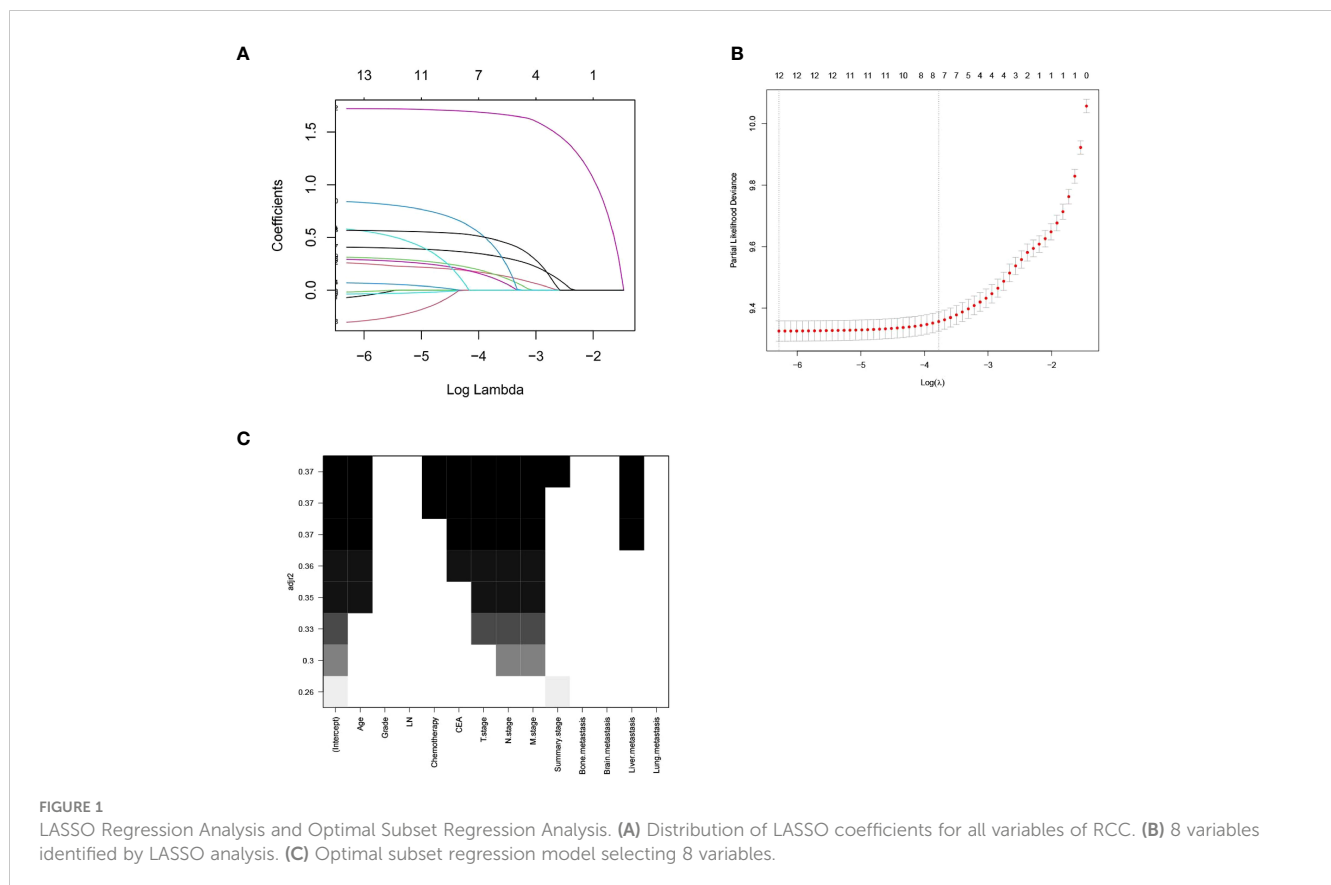 A
13 11 7 4 1
Coefficients
1.5
1.0
0.5
0.0
−6 −5 −4 −3 −2
Log Lambda
B
12 12 12 12 11 11 11 10 8 8 7 7 5 4 4 4 3 2 1 1 1 1 0
Partial Likelihood Deviance
10.0
9.8
9.6
9.4
−6 −5 −4 −3 −2
Log(λ)
C
adjr2
0.37
0.37
0.37
0.36
0.35
0.33
0.3
0.26
(Intercept)
Age
Grade
LN
Chemotherapy
CEA
T.stage
N.stage
M.stage
Summary.stage
Bone.metastasis
Brain.metastasis
Liver.metastasis
Lung.metastasis
FIGURE 1
LASSO Regression Analysis and Optimal Subset Regression Analysis. (A) Distribution of LASSO coefficients for all variables of RCC. (B) 8 variables
identified by LASSO analysis. (C) Optimal subset regression model selecting 8 variables.